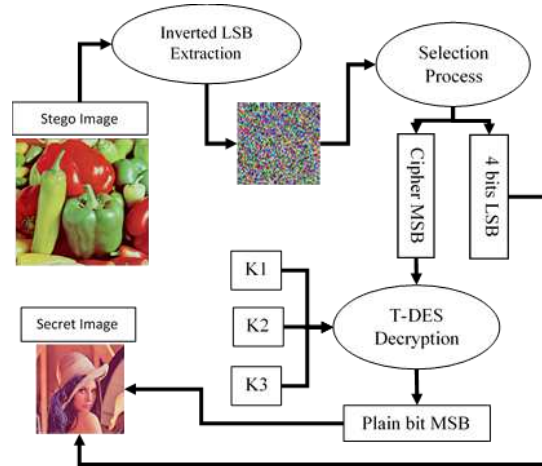 Inverted LSB
Extraction
Selection
Process
Stego Image
Cipher MSB
4 bits LSB
K1
K2
K3
T-DES
Decryption
Secret Image
Plain bit MSB